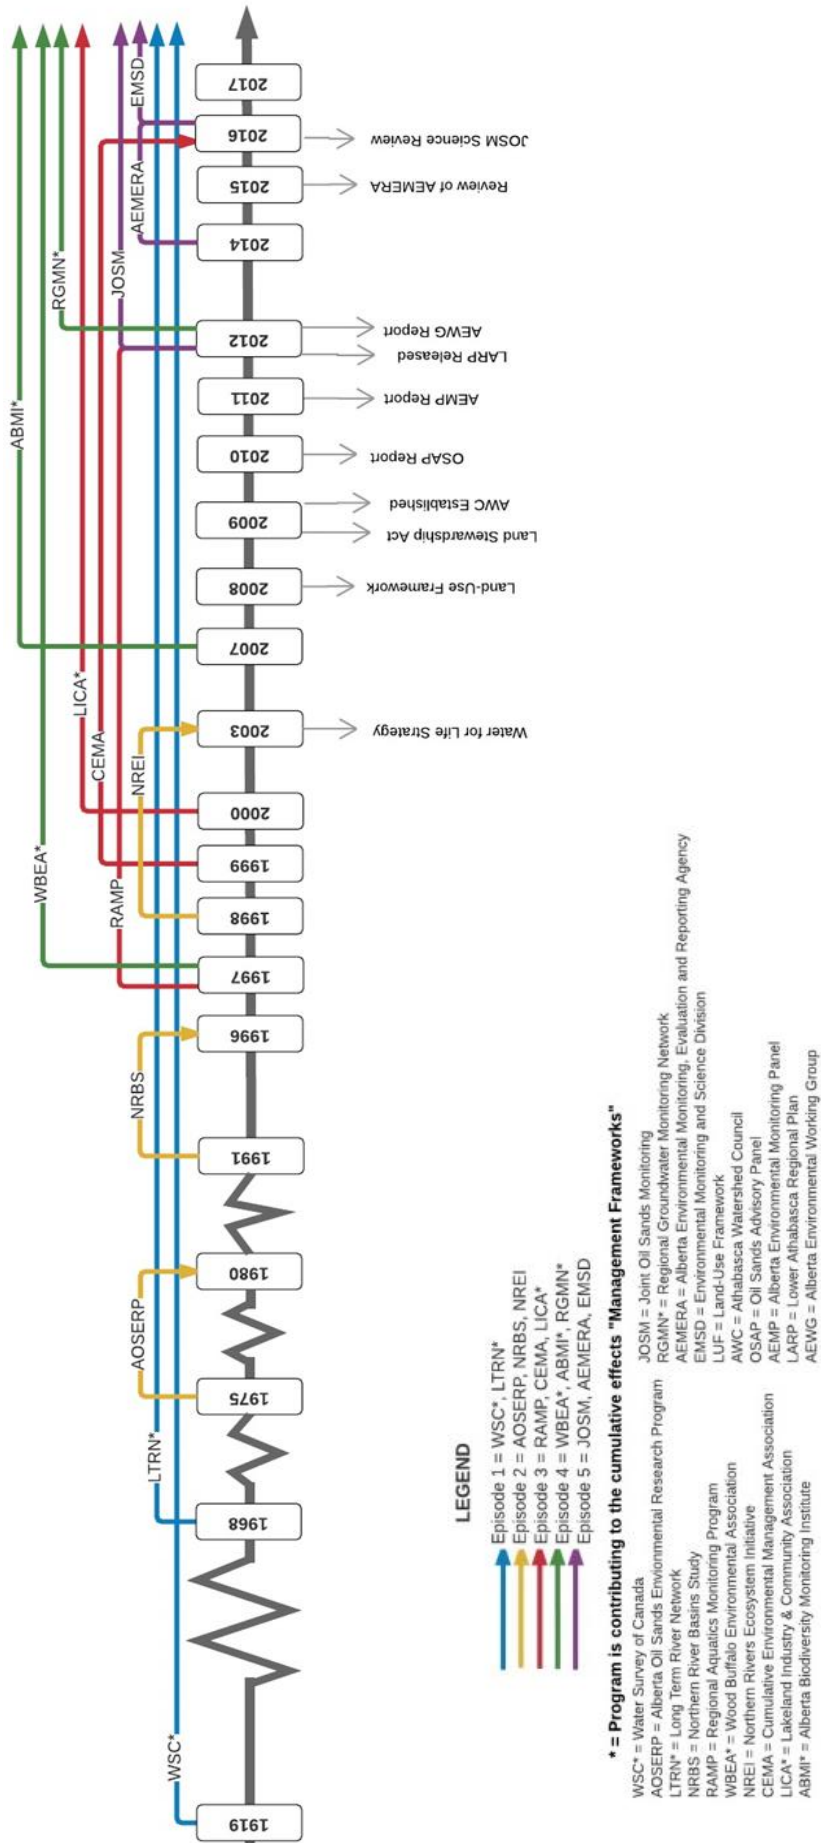 ABMI*
WBEA*
RGMN*
LICA*
CEMA
RAMP
JOSM
AOSERP
NRBS
NREI
AEMERA
EMSD
LTRN*
WSC*
1919
1968
1975
1980
1991
1996
1997
1998
1999
2000
2003
2007
2008
2009
2010
2011
2012
2014
2015
2016
2017
Water for Life Strategy
Land-Use Framework
Land Stewardship Act
AWC Established
OSAP Report
AEMP Report
LARP Released
AEWG Report
Review of AEMERA
JOSM Science Review
LEGEND
Episode 1 = WSC*, LTRN*
Episode 2 = AOSERP, NRBS, NREI
Episode 3 = RAMP, CEMA, LICA*
Episode 4 = WBEA*, ABMI*, RGMN*
Episode 5 = JOSM, AEMERA, EMSD
* = Program is contributing to the cumulative effects "Management Frameworks"
WSC* = Water Survey of Canada
AOSERP = Alberta Oil Sands Envionmental Research Program
LTRN* = Long Term River Network
NRBS = Northern River Basins Study
RAMP = Regional Aquatics Monitoring Program
WBEA* = Wood Buffalo Environmental Association
NREI = Northern Rivers Ecosystem Initiative
CEMA = Cumulative Environmental Management Association
LICA* = Lakeland Industry & Community Association
ABMI* = Alberta Biodiversity Monitoring Institute
JOSM = Joint Oil Sands Monitoring
RGMN* = Regional Groundwater Monitoring Network
AEMERA = Alberta Environmental Monitoring, Evaluation and Reporting Agency
EMSD = Environmental Monitoring and Science Division
LUF = Land-Use Framework
AWC = Athabasca Watershed Council
OSAP = Oil Sands Advisory Panel
AEMP = Alberta Environmental Monitoring Panel
LARP = Lower Athabasca Regional Plan
AEWG = Alberta Environmental Working Group